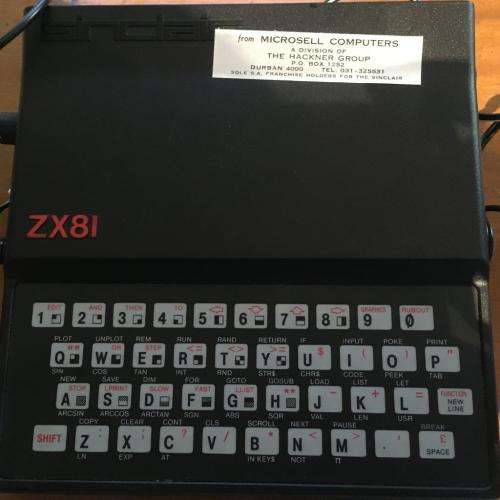 sinclair
from MICROSELL COMPUTERS
A DIVISION OF
THE HACKNER GROUP
P.O. BOX 1252
DURBAN 4000 TEL. 031-325631
SOLE S.A. FRANCHISE HOLDERS FOR THE SINCLAIR
ZX81
EDIT AND THEN TO GRAPHICS RUBOUT
1 2 3 4 5 6 7 8 9 0
PLOT UNPLOT REM RUN RAND RETURN IF INPUT POKE PRINT
"" OR STEP <= <> >= $ ( ) "
Q W E R T Y U I O P
SIN COS TAN INT RND STR$ CHR$ CODE PEEK TAB
NEW SAVE DIM FOR GOTO GOSUB LOAD LIST LET
STOP LPRINT SLOW FAST LLIST ** - + = FUNCTION
A S D F G H J K L NEW LINE
ARCSIN ARCCOS ARCTAN SGN ABS SQR VAL LEN USR
COPY CLEAR CONT CLS SCROLL NEXT PAUSE BREAK
: ; ? / * < > , £
SHIFT Z X C V B N M . SPACE
LN EXP AT INKEY$ NOT π